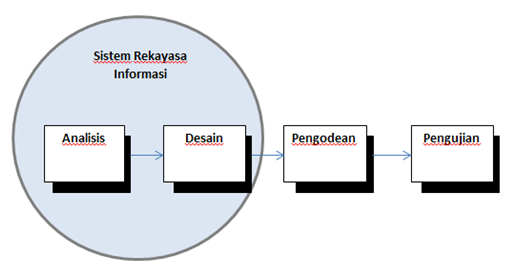 Sistem Rekayasa
Informasi
Analisis
Desain
Pengodean
Pengujian